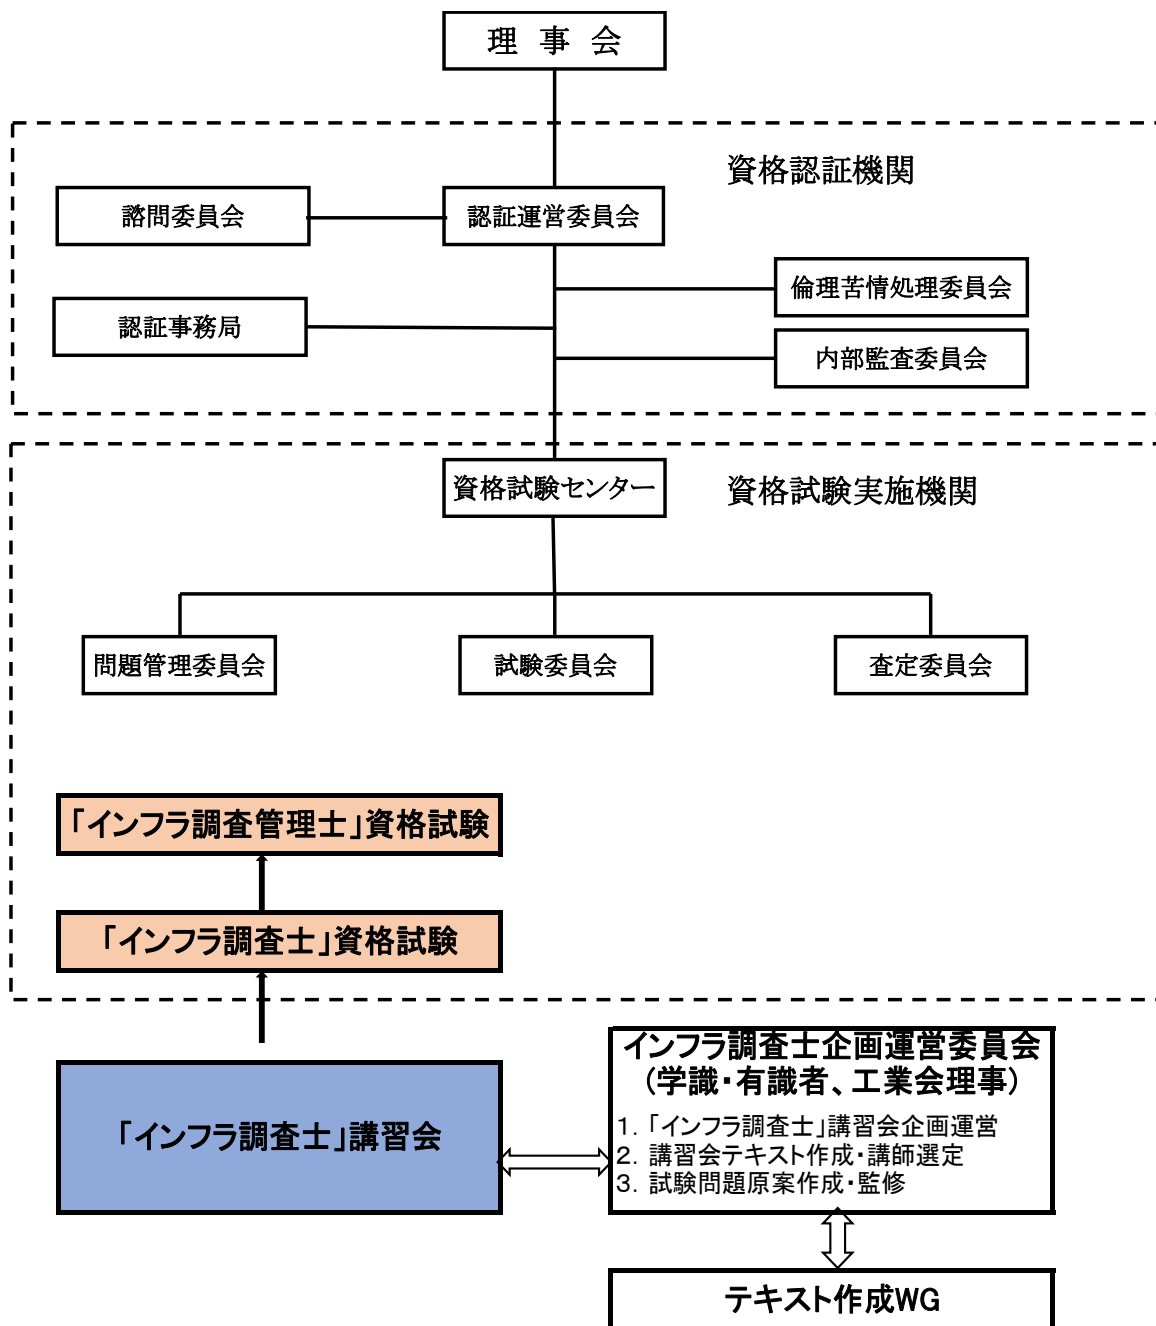 理 事 会
資格認証機関
諮問委員会
認証運営委員会
倫理苦情処理委員会
認証事務局
内部監査委員会
資格試験センター
資格試験実施機関
問題管理委員会
試験委員会
査定委員会
「インフラ調査管理士」資格試験
「インフラ調査士」資格試験
「インフラ調査士」講習会
インフラ調査士企画運営委員会
(学識・有識者、工業会理事)
1. 「インフラ調査士」講習会企画運営
2. 講習会テキスト作成・講師選定
3. 試験問題原案作成・監修
テキスト作成WG